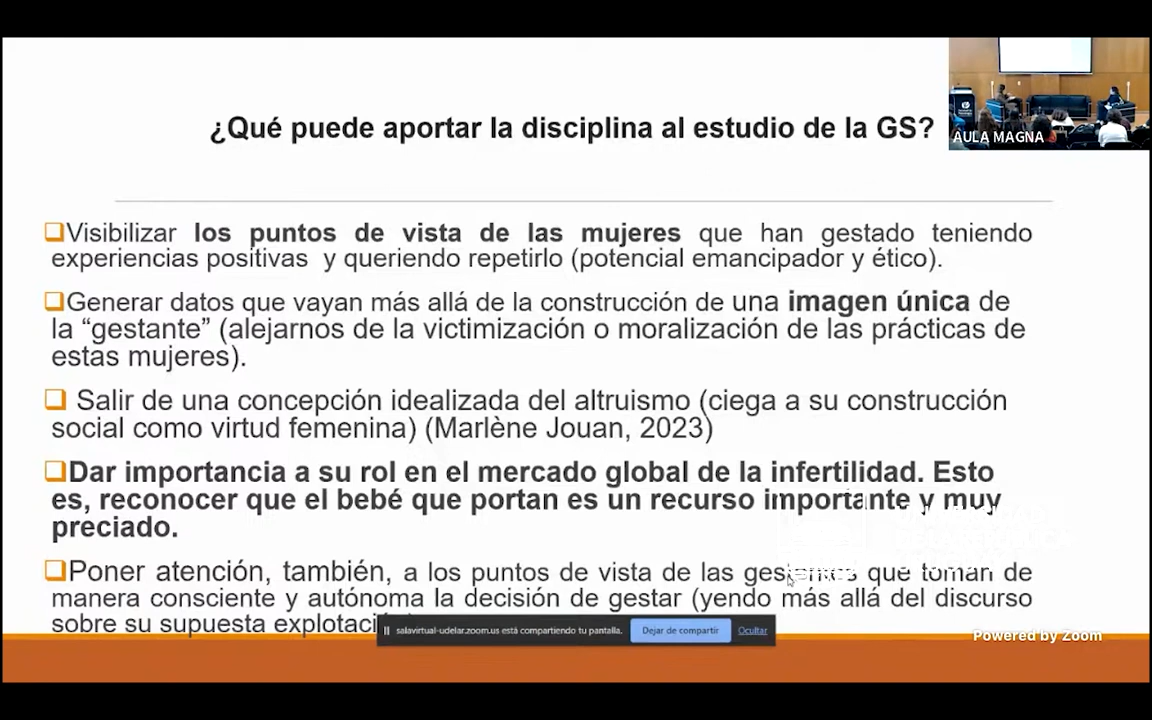 ¿Qué puede aportar la disciplina al estudio de la GS?
AULA MAGNA
❑Visibilizar los puntos de vista de las mujeres que han gestado teniendo
experiencias positivas y queriendo repetirlo (potencial emancipador y ético).
❑Generar datos que vayan más allá de la construcción de una imagen única de
la “gestante” (alejarnos de la victimización o moralización de las prácticas de
estas mujeres).
❑ Salir de una concepción idealizada del altruismo (ciega a su construcción
social como virtud femenina) (Marlène Jouan, 2023)
❑Dar importancia a su rol en el mercado global de la infertilidad. Esto
es, reconocer que el bebé que portan es un recurso importante y muy
preciado.
❑Poner atención, también, a los puntos de vista de las que toman de
manera consciente y autónoma la decisión de gestar (yendo más allá del discurso
sobre su supuesta
salavirtual-udelar.zoom.us está compartiendo tu pantalla.
Dejar de compartir
Ocultar
Powered by Zoom